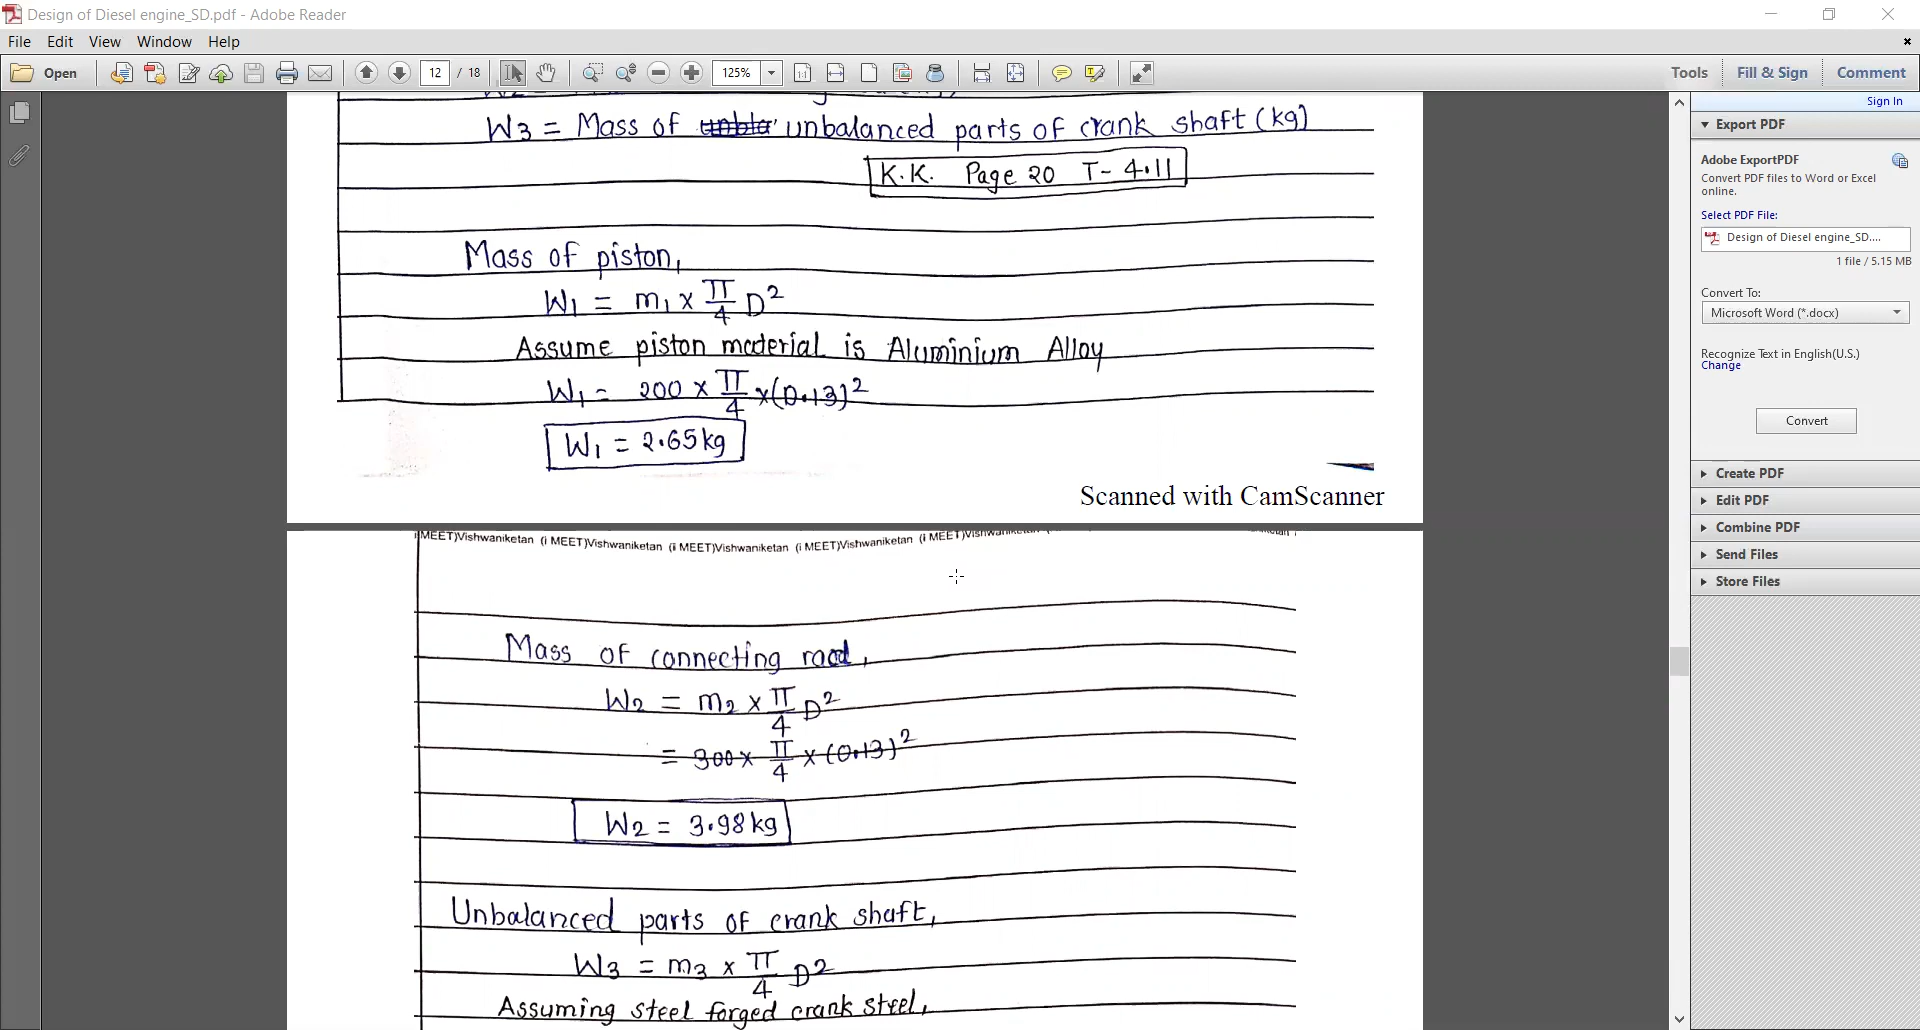 Design of Diesel engine_SD.pdf - Adobe Reader
File Edit View Window Help
Open 12 / 18 125% Tools Fill & Sign Comment
Sign In
W3 = Mass of unbalanced parts of crank shaft (kg)
K.K. Page 20 T- 4.11
Mass of piston,
W1 = m1 x π/4 D²
Assume piston material is Aluminium Alloy
W1 = 200 x π/4 x (0.13)²
W1 = 2.65 kg
Scanned with CamScanner
(i MEET)Vishwaniketan (i MEET)Vishwaniketan (i MEET)Vishwaniketan (i MEET)Vishwaniketan (i MEET)Vishwaniketan
Mass of connecting rod,
W2 = m2 x π/4 D²
= 300 x π/4 x (0.13)²
W2 = 3.98 kg
Unbalanced parts of crank shaft,
W3 = m3 x π/4 D²
Assuming steel forged crank steel,
Export PDF
Adobe ExportPDF
Convert PDF files to Word or Excel
online.
Select PDF File:
Design of Diesel engine_SD....
1 file / 5.15 MB
Convert To:
Microsoft Word (*.docx)
Recognize Text in English(U.S.)
Change
Convert
Create PDF
Edit PDF
Combine PDF
Send Files
Store Files